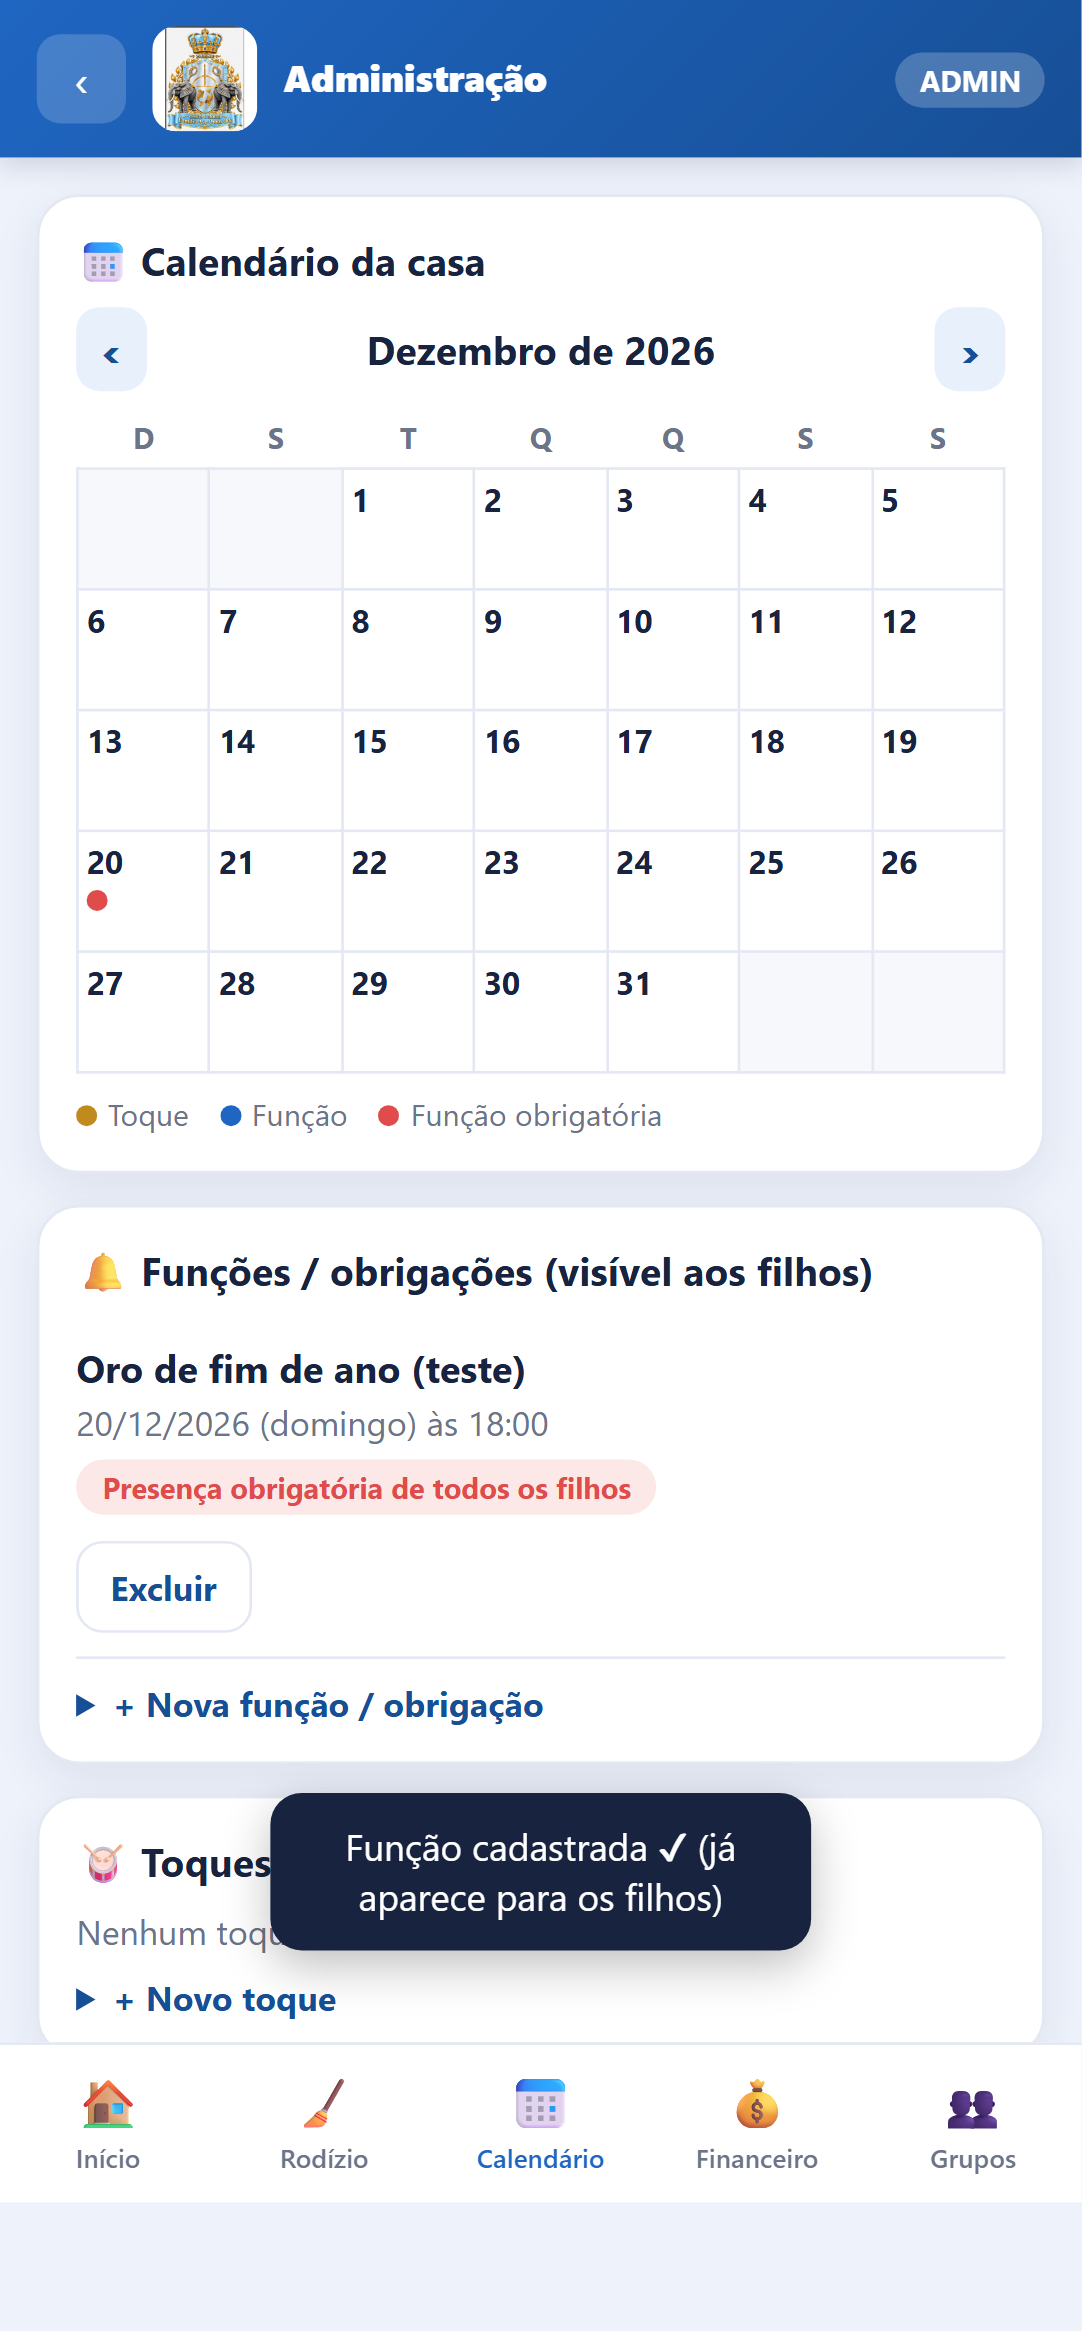 ‹ Administração ADMIN
Calendário da casa
‹ Dezembro de 2026 ›
D S T Q Q S S
1 2 3 4 5
6 7 8 9 10 11 12
13 14 15 16 17 18 19
20 21 22 23 24 25 26
27 28 29 30 31
Toque Função Função obrigatória
Funções / obrigações (visível aos filhos)
Oro de fim de ano (teste)
20/12/2026 (domingo) às 18:00
Presença obrigatória de todos os filhos
Excluir
▶ + Nova função / obrigação
Toques
Nenhum
Função cadastrada ✓ (já
aparece para os filhos)
▶ + Novo toque
Início Rodízio Calendário Financeiro Grupos